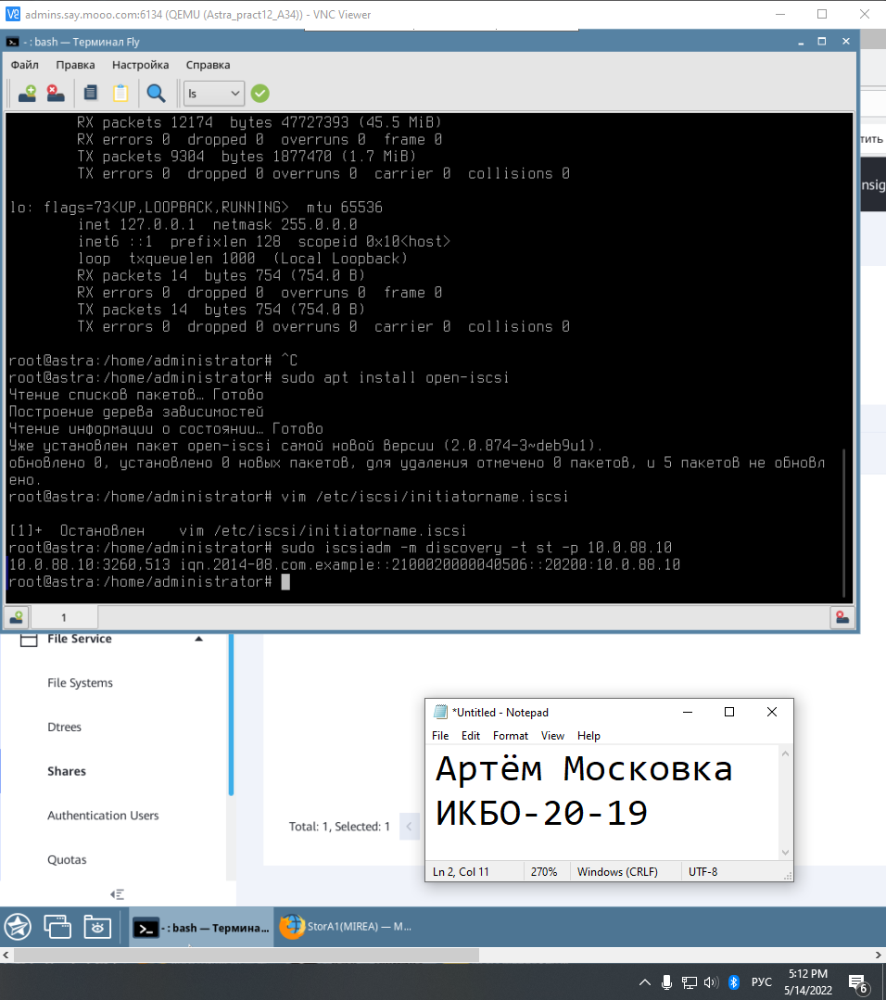 admins.say.mooo.com:6134 (QEMU (Astra_pract12_A34)) - VNC Viewer
- : bash — Терминал Fly
Файл Правка Настройка Справка
ls
RX packets 12174 bytes 47727393 (45.5 MiB)
RX errors 0 dropped 0 overruns 0 frame 0
TX packets 9304 bytes 1877470 (1.7 MiB)
TX errors 0 dropped 0 overruns 0 carrier 0 collisions 0
lo: flags=73<UP,LOOPBACK,RUNNING> mtu 65536
inet 127.0.0.1 netmask 255.0.0.0
inet6 ::1 prefixlen 128 scopeid 0x10<host>
loop txqueuelen 1000 (Local Loopback)
RX packets 14 bytes 754 (754.0 B)
RX errors 0 dropped 0 overruns 0 frame 0
TX packets 14 bytes 754 (754.0 B)
TX errors 0 dropped 0 overruns 0 carrier 0 collisions 0
root@astra:/home/administrator# ^C
root@astra:/home/administrator# sudo apt install open-iscsi
Чтение списков пакетов… Готово
Построение дерева зависимостей
Чтение информации о состоянии… Готово
Уже установлен пакет open-iscsi самой новой версии (2.0.874-3~deb9u1).
обновлено 0, установлено 0 новых пакетов, для удаления отмечено 0 пакетов, и 5 пакетов не обновл
ено.
root@astra:/home/administrator# vim /etc/iscsi/initiatorname.iscsi
[1]+ Остановлен vim /etc/iscsi/initiatorname.iscsi
root@astra:/home/administrator# sudo iscsiadm -m discovery -t st -p 10.0.88.10
10.0.88.10:3260,513 iqn.2014-08.com.example::2100020000040506::20200:10.0.88.10
root@astra:/home/administrator#
1
тить
nsig
File Service
File Systems
Dtrees
Shares
Authentication Users
Quotas
Total: 1, Selected: 1
*Untitled - Notepad
File Edit Format View Help
Артём Московка
ИКБО-20-19
Ln 2, Col 11 270% Windows (CRLF) UTF-8
- : bash — Термина...
StorA1(MIREA) — M...
РУС
5:12 PM
5/14/2022
6